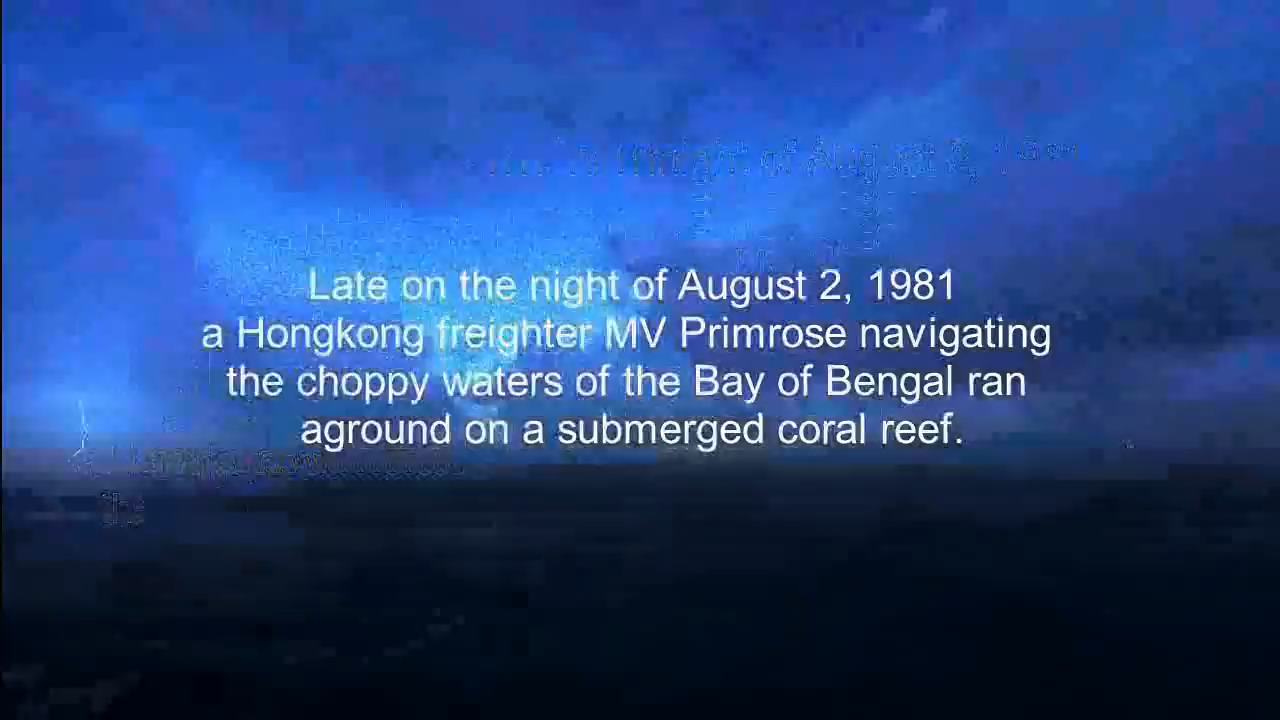 Late on the night of August 2, 1981
a Hongkong freighter MV Primrose navigating
the choppy waters of the Bay of Bengal ran
aground on a submerged coral reef.